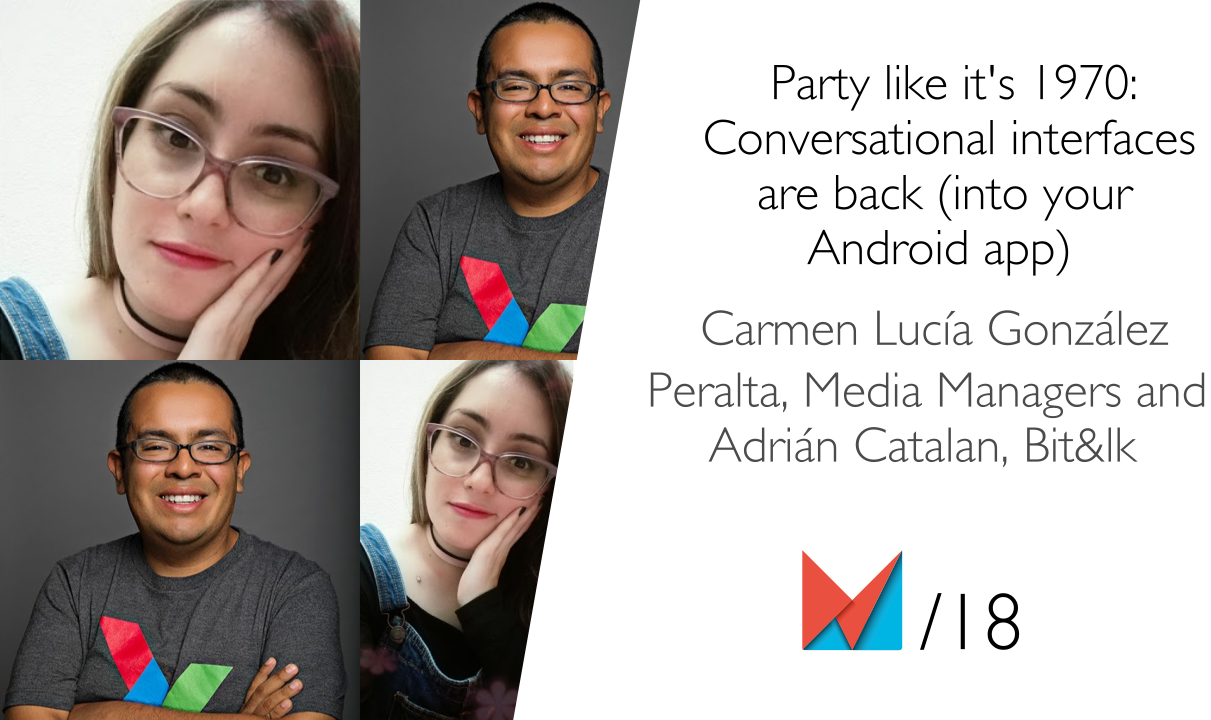 Party like it's 1970:
Conversational interfaces
are back (into your
Android app)
Carmen Lucía González
Peralta, Media Managers and
Adrián Catalan, Bit&Ik
/18